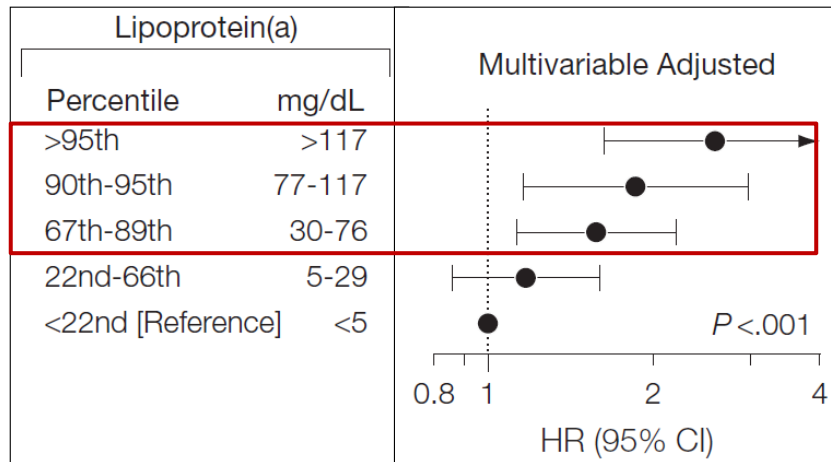 Lipoprotein(a)
Multivariable Adjusted
Percentile mg/dL
>95th >117
90th-95th 77-117
67th-89th 30-76
22nd-66th 5-29
<22nd [Reference] <5
P<.001
0.8 1 2 4
HR (95% CI)